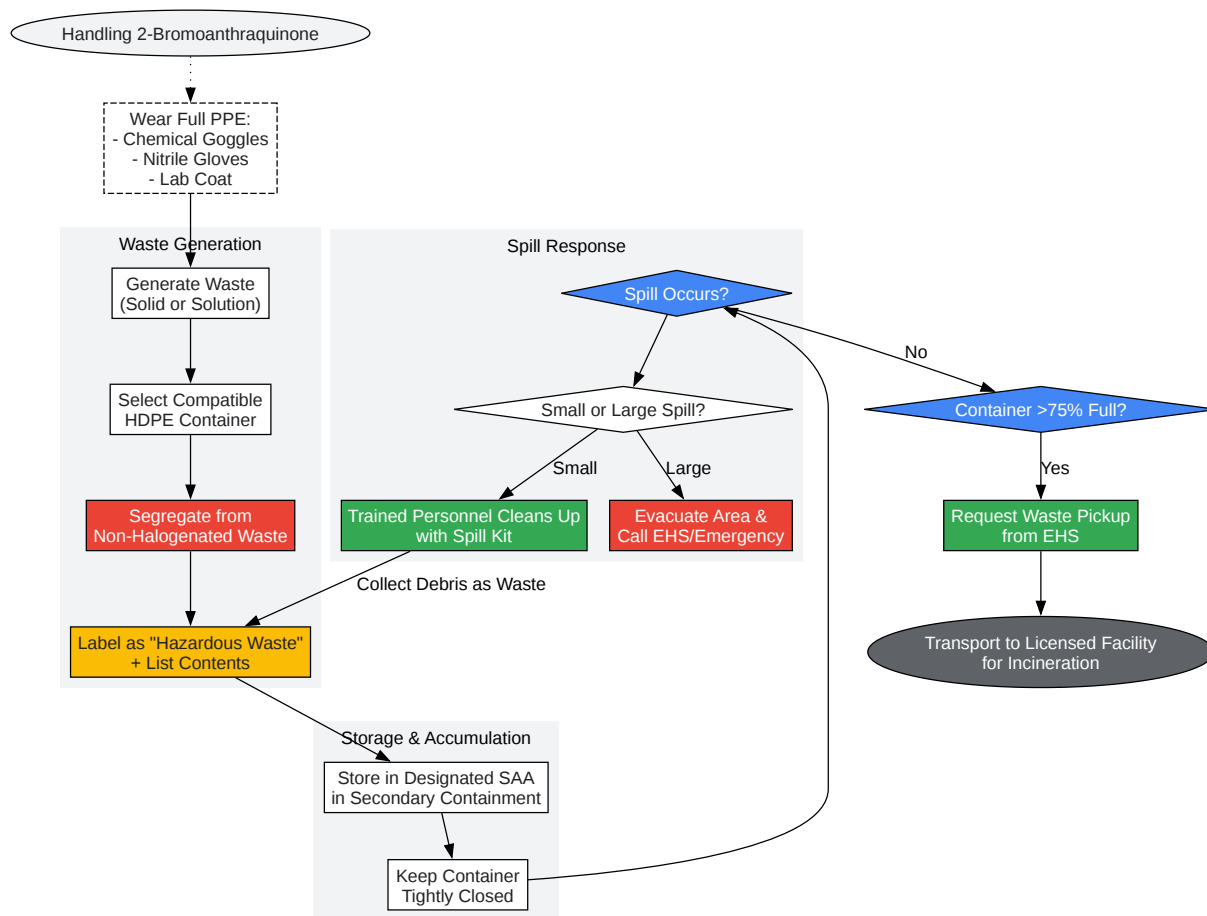 Handling 2-Bromoanthraquinone
Wear Full PPE:
- Chemical Goggles
- Nitrile Gloves
- Lab Coat
Waste Generation
Generate Waste
(Solid or Solution)
Select Compatible
HDPE Container
Segregate from
Non-Halogenated Waste
Label as "Hazardous Waste"
+ List Contents
Spill Response
Spill Occurs?
Small or Large Spill?
Small
Large
Trained Personnel Cleans Up
with Spill Kit
Evacuate Area &
Call EHS/Emergency
Collect Debris as Waste
No
Container >75% Full?
Yes
Request Waste Pickup
from EHS
Transport to Licensed Facility
for Incineration
Storage & Accumulation
Store in Designated SAA
in Secondary Containment
Keep Container
Tightly Closed